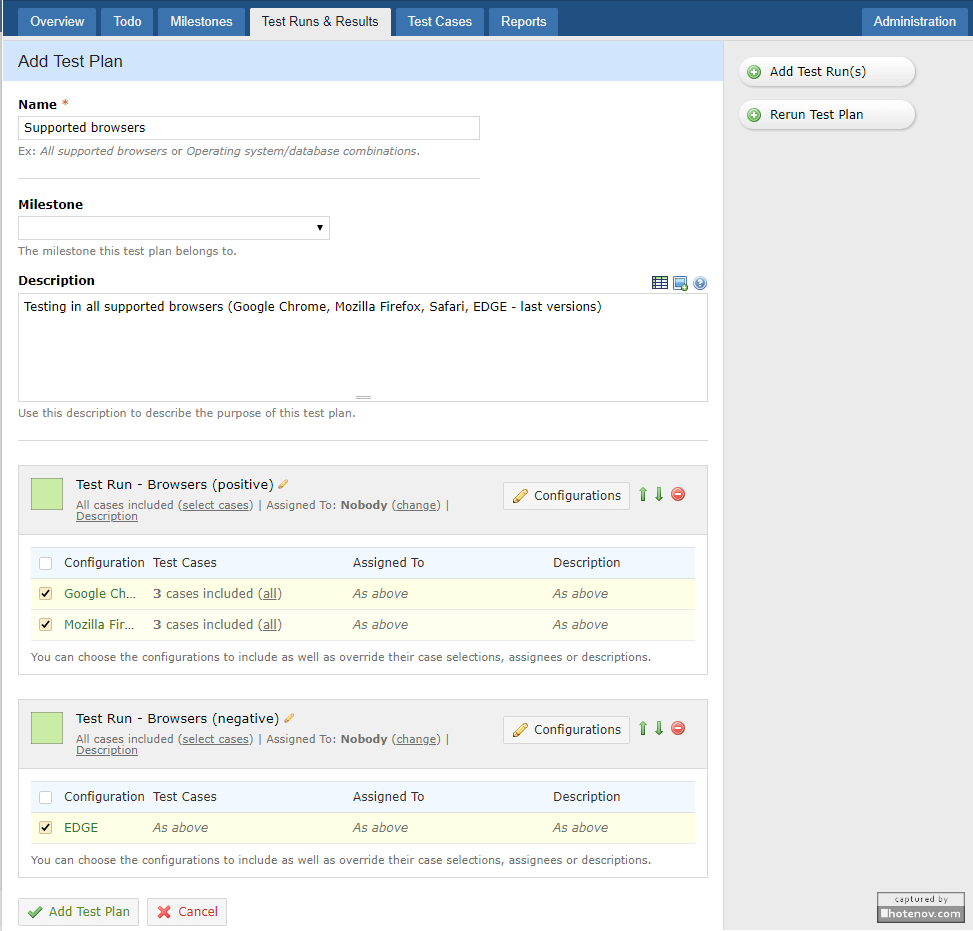 Overview Todo Milestones Test Runs & Results Test Cases Reports Administration
Add Test Plan
Add Test Run(s)
Rerun Test Plan
Name *
Supported browsers
Ex: All supported browsers or Operating system/database combinations.
Milestone
The milestone this test plan belongs to.
Description
Testing in all supported browsers (Google Chrome, Mozilla Firefox, Safari, EDGE - last versions)
Use this description to describe the purpose of this test plan.
Test Run - Browsers (positive)
All cases included (select cases) | Assigned To: Nobody (change) |
Description
Configurations
Configuration Test Cases Assigned To Description
Google Ch... 3 cases included (all) As above As above
Mozilla Fir... 3 cases included (all) As above As above
You can choose the configurations to include as well as override their case selections, assignees or descriptions.
Test Run - Browsers (negative)
All cases included (select cases) | Assigned To: Nobody (change) |
Description
Configurations
Configuration Test Cases Assigned To Description
EDGE As above As above As above
You can choose the configurations to include as well as override their case selections, assignees or descriptions.
Add Test Plan Cancel
captured by
hotenov.com